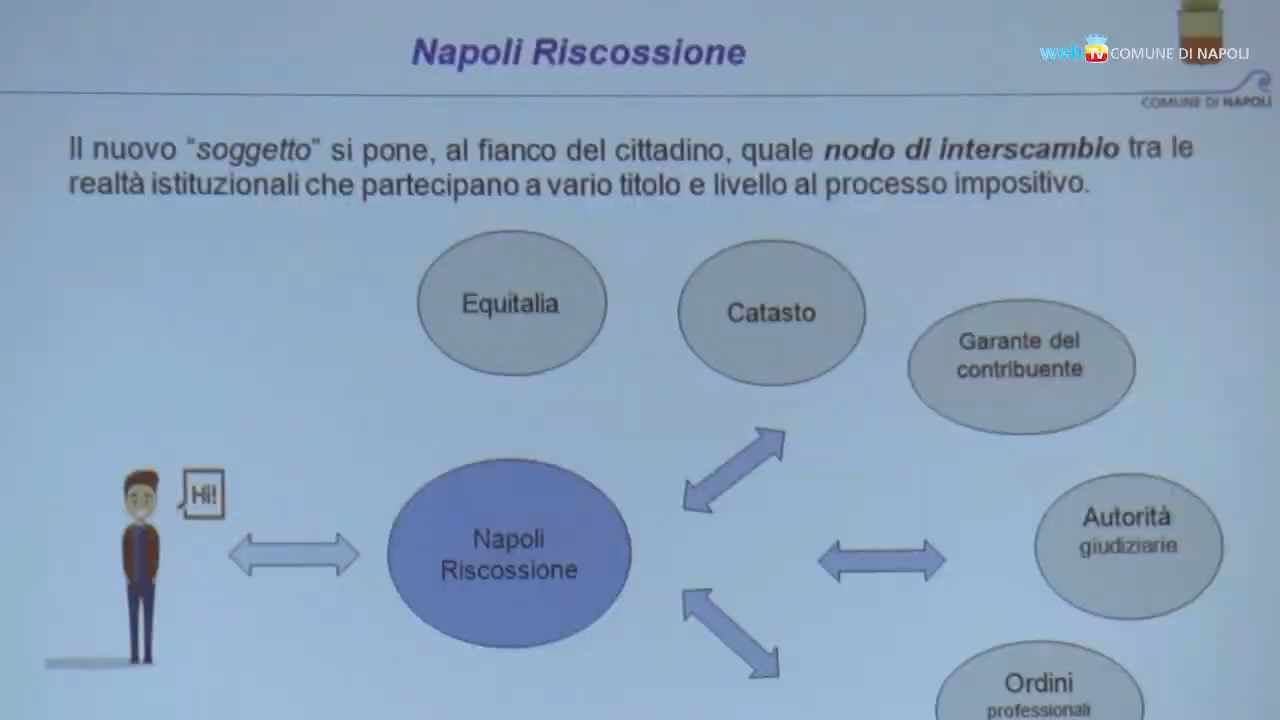 Napoli Riscossione
web TV COMUNE DI NAPOLI
COMUNE DI NAPOLI
Il nuovo "soggetto" si pone, al fianco del cittadino, quale nodo di interscambio tra le
realtà istituzionali che partecipano a vario titolo e livello al processo impositivo.
Equitalia
Catasto
Garante del
contribuente
Hi!
Napoli
Riscossione
Autorità
giudiziarie
Ordini
professionali